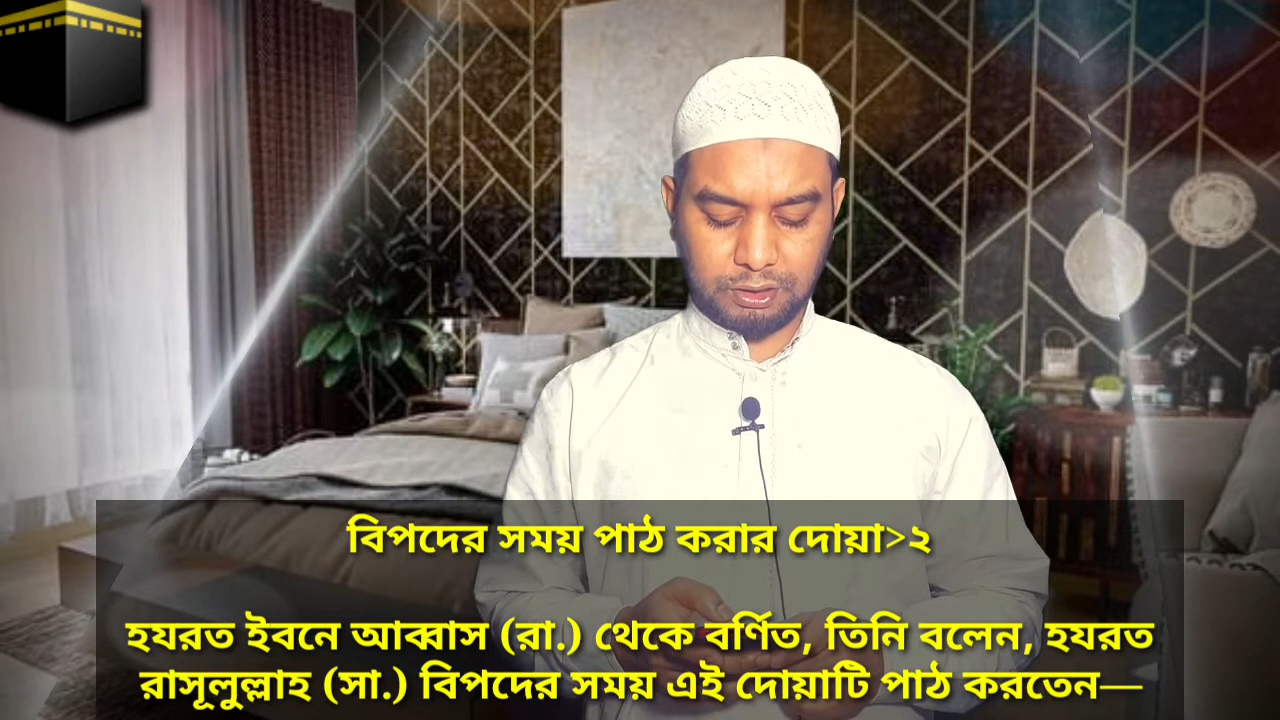 বিপদের সময় পাঠ করার দোয়া>২
হযরত ইবনে আব্বাস (রা.) থেকে বর্ণিত, তিনি বলেন, হযরত
রাসূলুল্লাহ (সা.) বিপদের সময় এই দোয়াটি পাঠ করতেন—